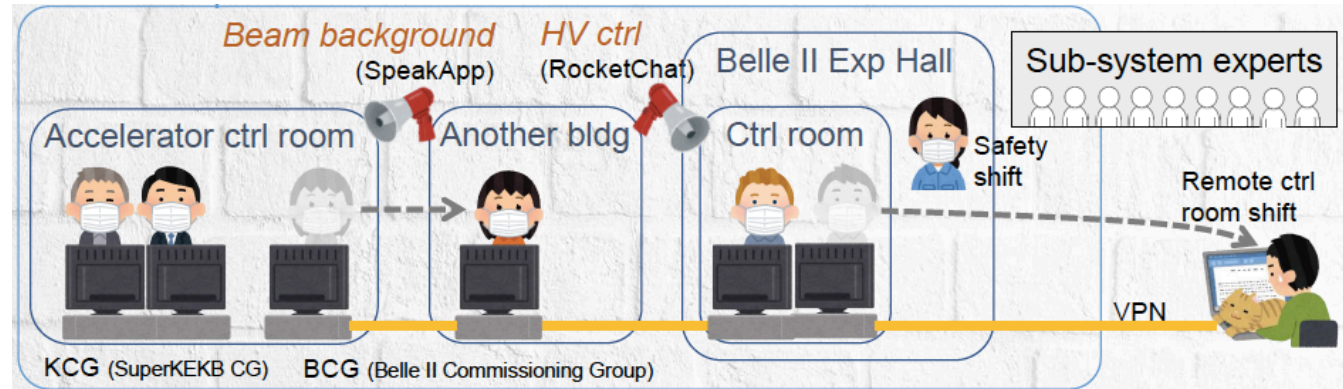 Beam background
(SpeakApp)
HV ctrl
(RocketChat)
Belle II Exp Hall
Sub-system experts
Accelerator ctrl room
Another bldg
Ctrl room
Safety
shift
Remote ctrl
room shift
VPN
KCG (SuperKEKB CG)
BCG (Belle II Commissioning Group)